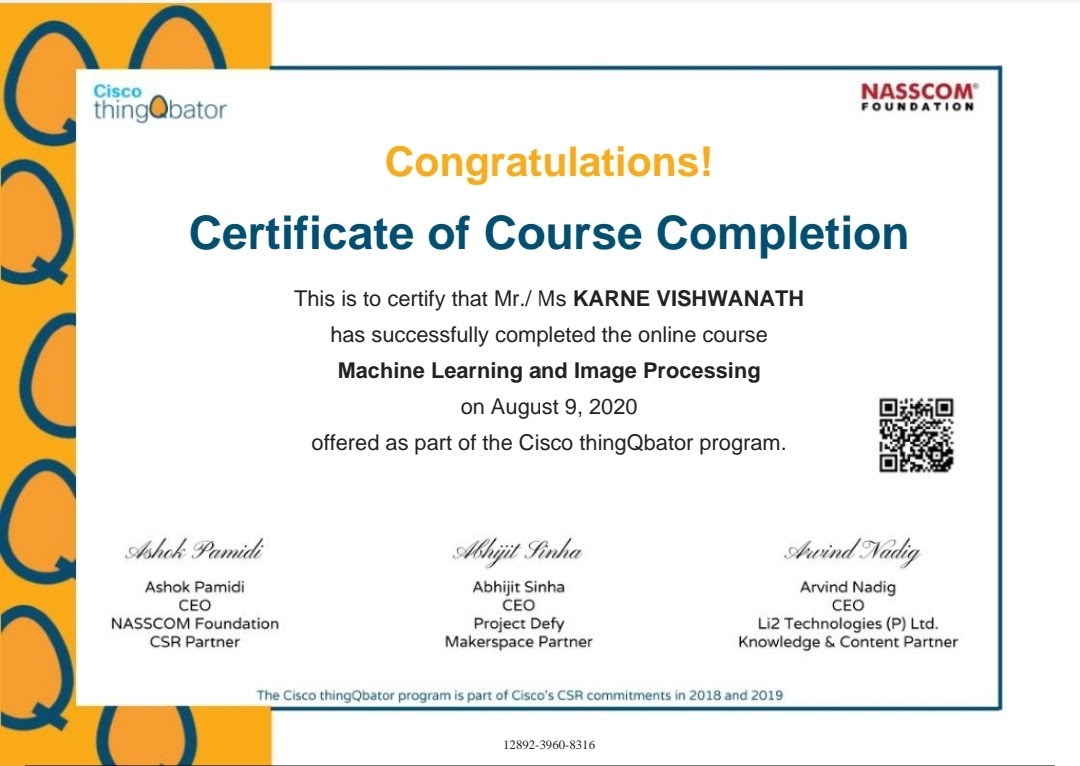 Cisco
thingQbator
NASSCOM®
FOUNDATION
Congratulations!
Certificate of Course Completion
This is to certify that Mr./ Ms KARNE VISHWANATH
has successfully completed the online course
Machine Learning and Image Processing
on August 9, 2020
offered as part of the Cisco thingQbator program.
Ashok Pamidi
Ashok Pamidi
CEO
NASSCOM Foundation
CSR Partner
Abhijit Sinha
Abhijit Sinha
CEO
Project Defy
Makerspace Partner
Arvind Nadig
Arvind Nadig
CEO
Li2 Technologies (P) Ltd.
Knowledge & Content Partner
The Cisco thingQbator program is part of Cisco's CSR commitments in 2018 and 2019
12892-3960-8316